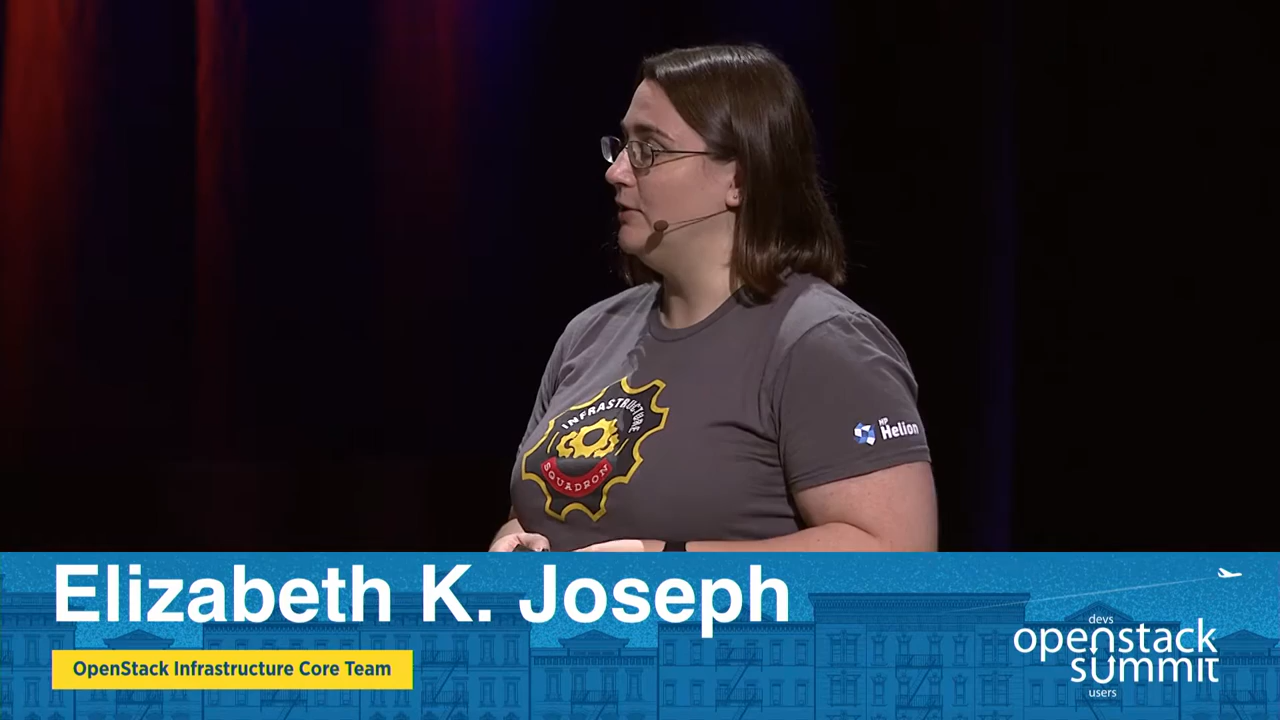 INFRASTRUCTURE
SQUADRON
HP
Helion
Elizabeth K. Joseph
OpenStack Infrastructure Core Team
devs
openstack
summit
users